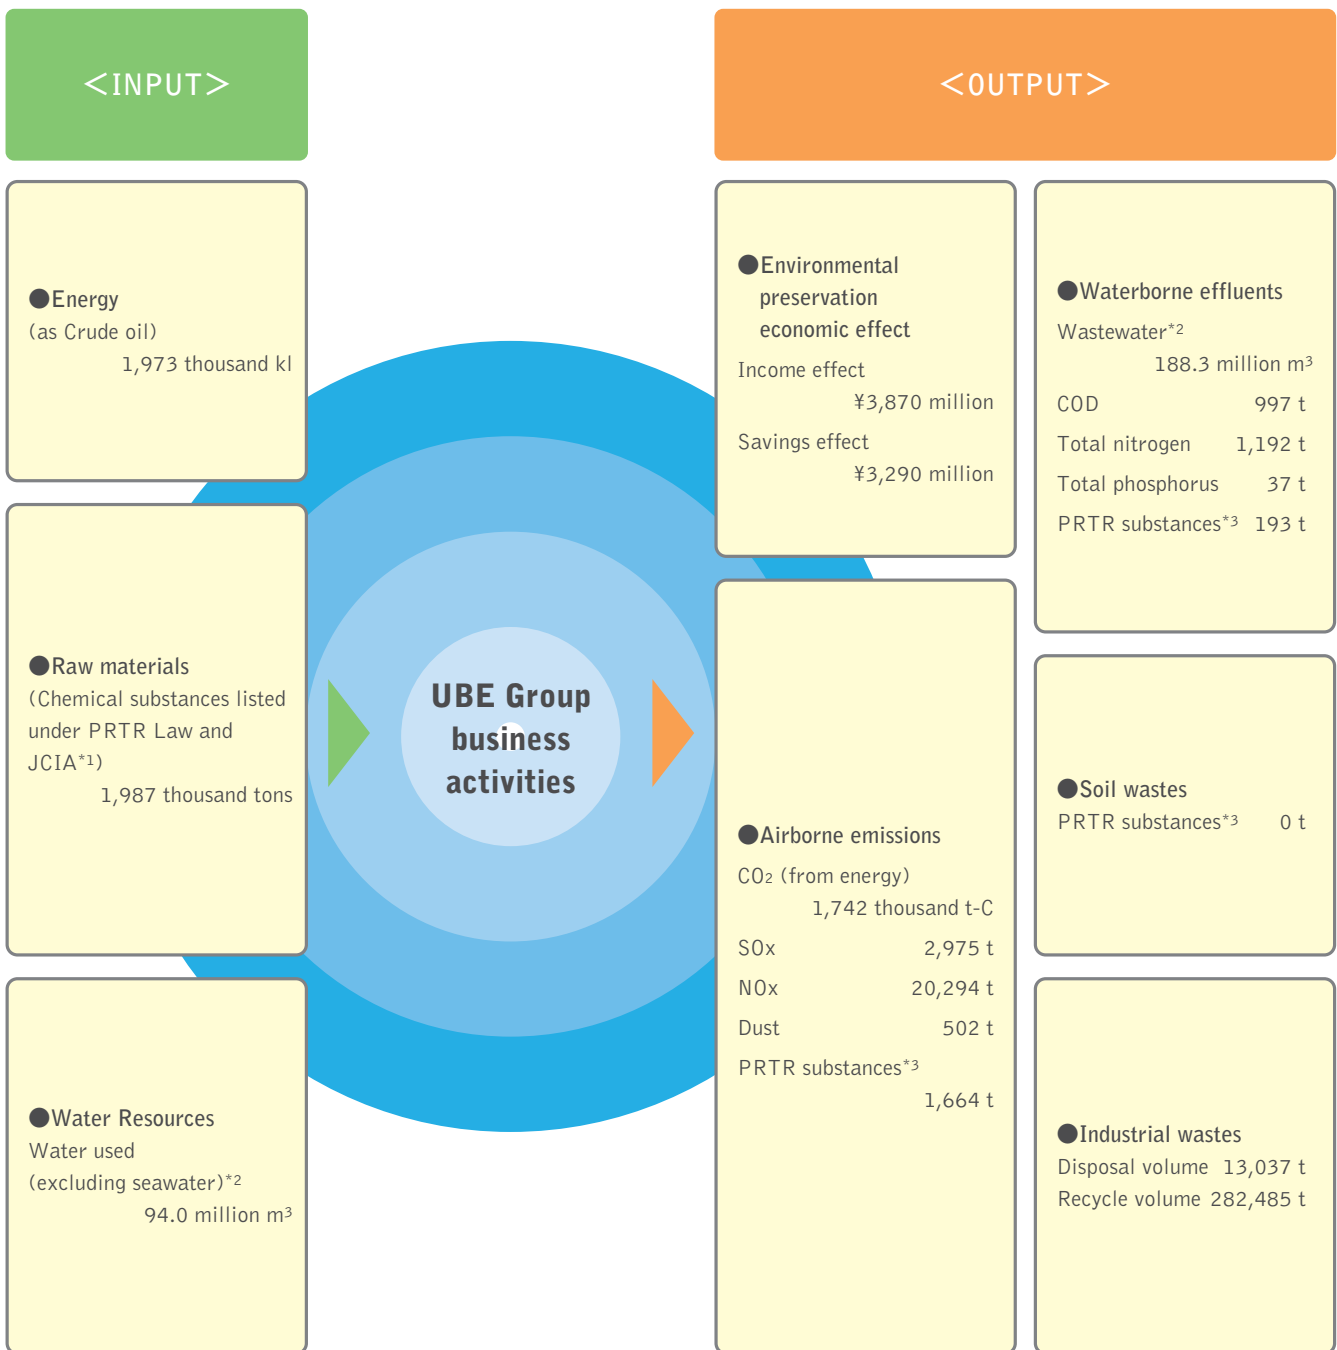 <INPUT>
●Energy
(as Crude oil)
1,973 thousand kl
●Raw materials
(Chemical substances listed
under PRTR Law and
JCIA*1)
1,987 thousand tons
●Water Resources
Water used
(excluding seawater)*2
94.0 million m³
UBE Group
business
activities
<OUTPUT>
●Environmental
preservation
economic effect
Income effect
¥3,870 million
Savings effect
¥3,290 million
●Airborne emissions
CO₂ (from energy)
1,742 thousand t-C
SOx 2,975 t
NOx 20,294 t
Dust 502 t
PRTR substances*3
1,664 t
●Waterborne effluents
Wastewater*2
188.3 million m³
COD 997 t
Total nitrogen 1,192 t
Total phosphorus 37 t
PRTR substances*3 193 t
●Soil wastes
PRTR substances*3 0 t
●Industrial wastes
Disposal volume 13,037 t
Recycle volume 282,485 t